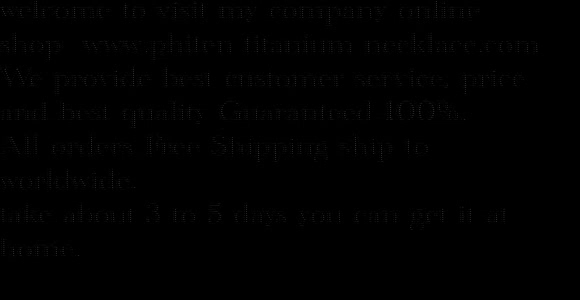 welcome to visit my company online
shop www.phiten-titanium-necklace.com
We provide best customer service, price
and best quality Guaranteed 100%.
All orders Free Shipping ship to
worldwide.
take about 3 to 5 days you can get it at
home.